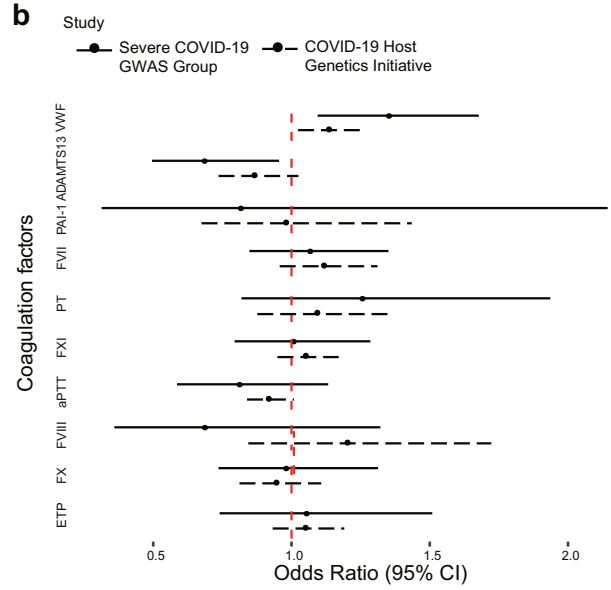 b
Study
Severe COVID-19
GWAS Group
COVID-19 Host
Genetics Initiative
Coagulation factors
VWF
ADAMTS13
PAI-1
FVII
PT
FXI
aPTT
FVIII
FX
ETP
0.5
1.0
1.5
2.0
Odds Ratio (95% CI)